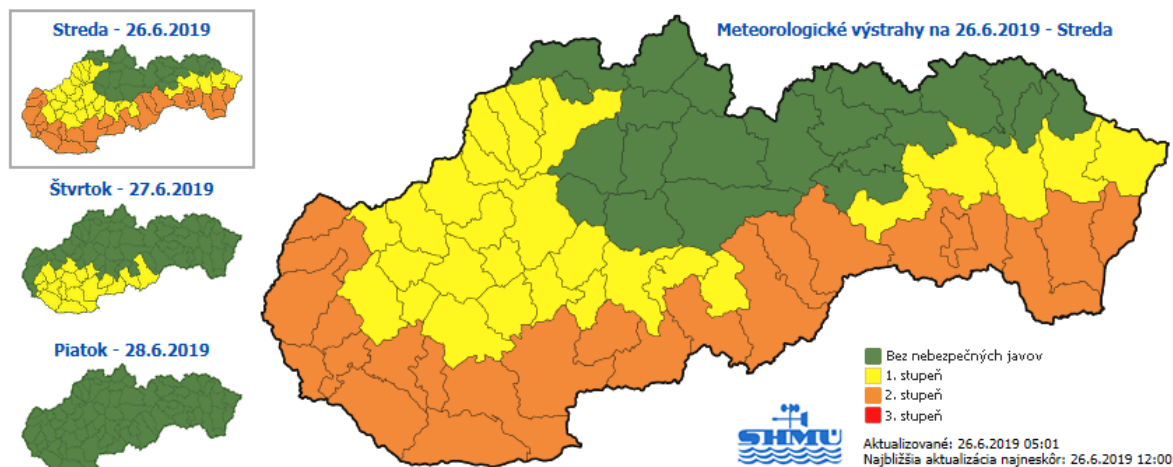 Streda - 26.6.2019
Štvrtok - 27.6.2019
Piatok - 28.6.2019
Meteorologické výstrahy na 26.6.2019 - Streda
Bez nebezpečných javov
1. stupeň
2. stupeň
3. stupeň
SHMÚ
Aktualizované: 26.6.2019 05:01
Najbližšia aktualizácia najneskôr: 26.6.2019 12:00